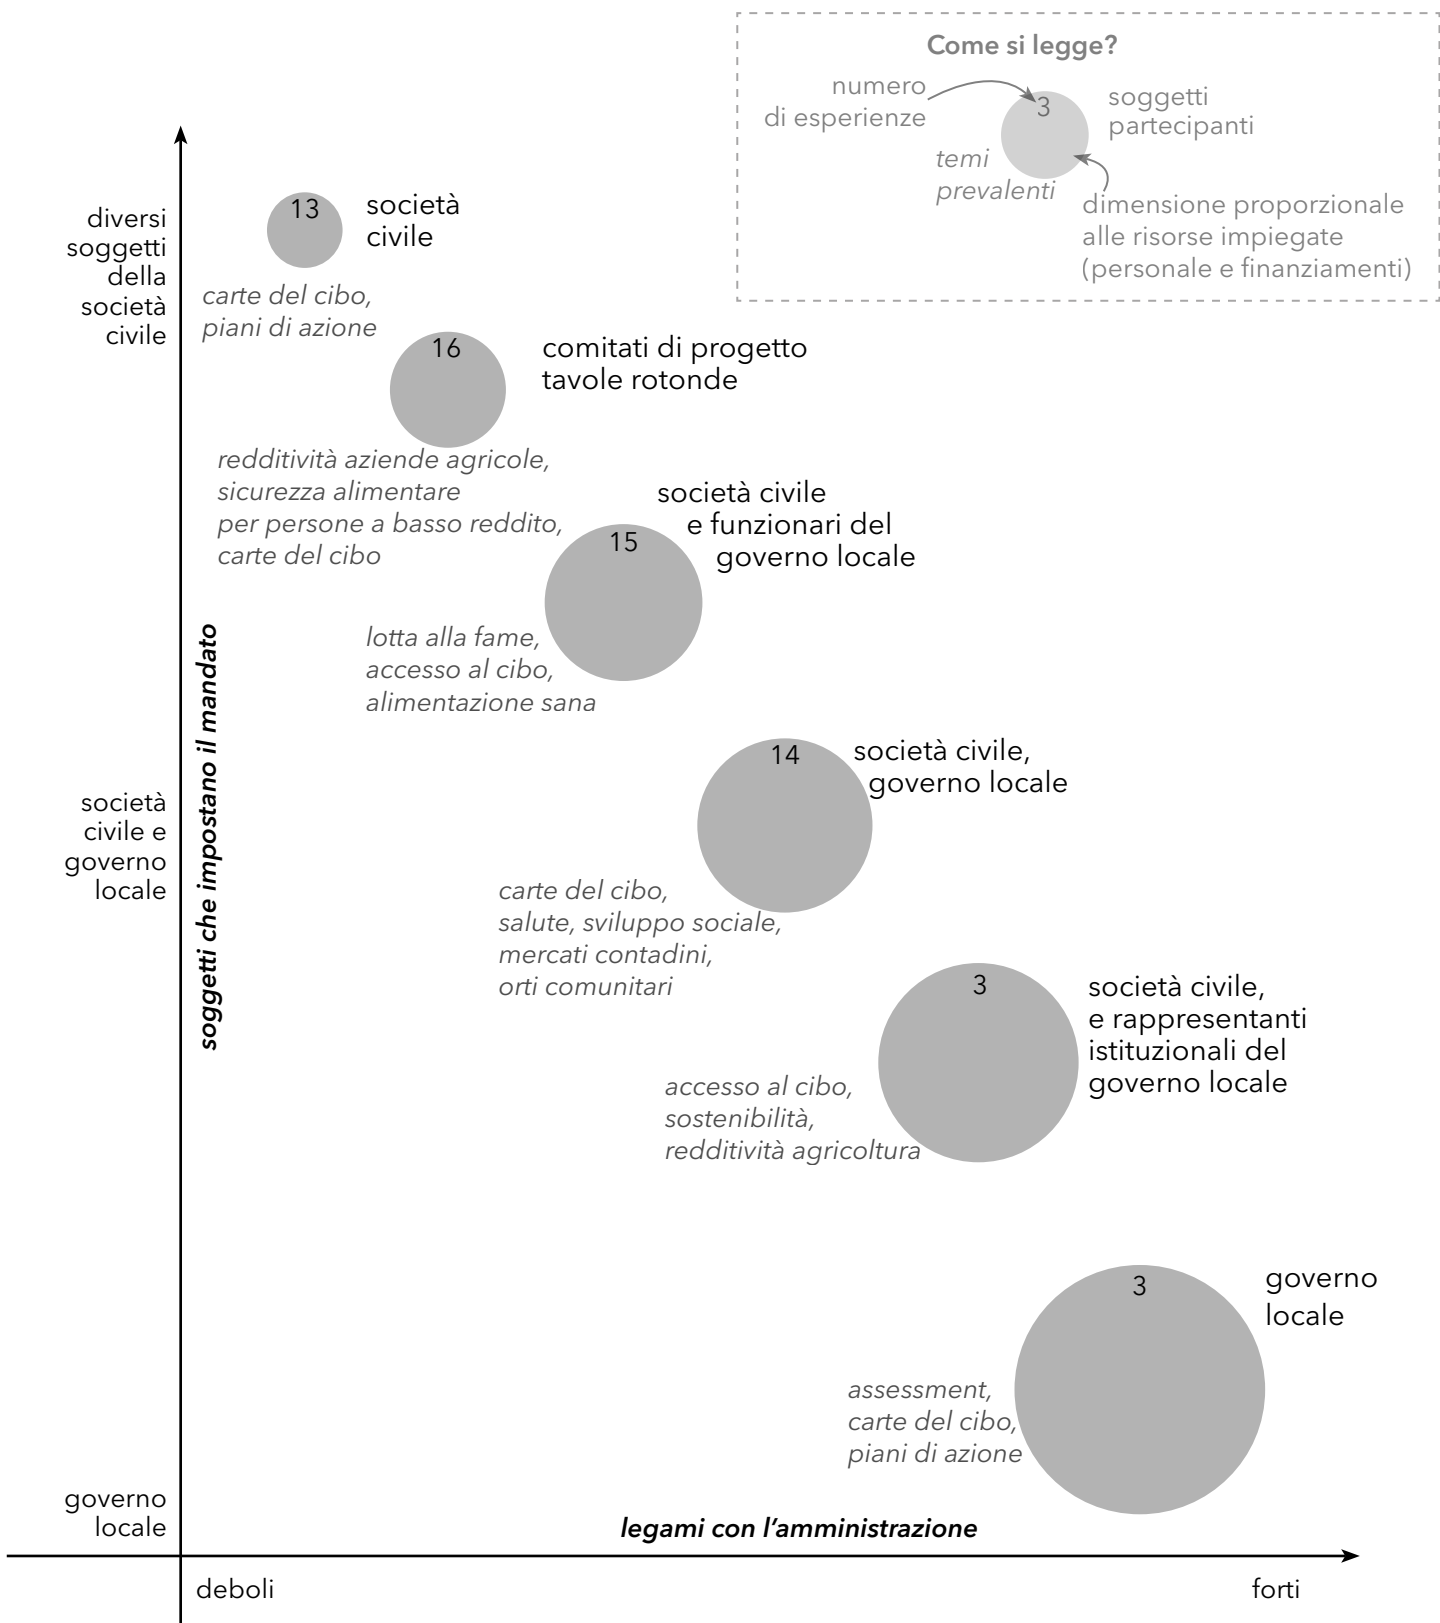 Come si legge?
numero
di esperienze
3
soggetti
partecipanti
temi
prevalenti
dimensione proporzionale
alle risorse impiegate
(personale e finanziamenti)
diversi
soggetti
della
società
civile
13
società
civile
carte del cibo,
piani di azione
16
comitati di progetto
tavole rotonde
redditività aziende agricole,
sicurezza alimentare
per persone a basso reddito,
carte del cibo
società civile
e funzionari del
governo locale
15
lotta alla fame,
accesso al cibo,
alimentazione sana
soggetti che impostano il mandato
società
civile e
governo
locale
14
società civile,
governo locale
carte del cibo,
salute, sviluppo sociale,
mercati contadini,
orti comunitari
3
società civile,
e rappresentanti
istituzionali del
governo locale
accesso al cibo,
sostenibilità,
redditività agricoltura
3
governo
locale
assessment,
carte del cibo,
piani di azione
governo
locale
legami con l’amministrazione
deboli
forti